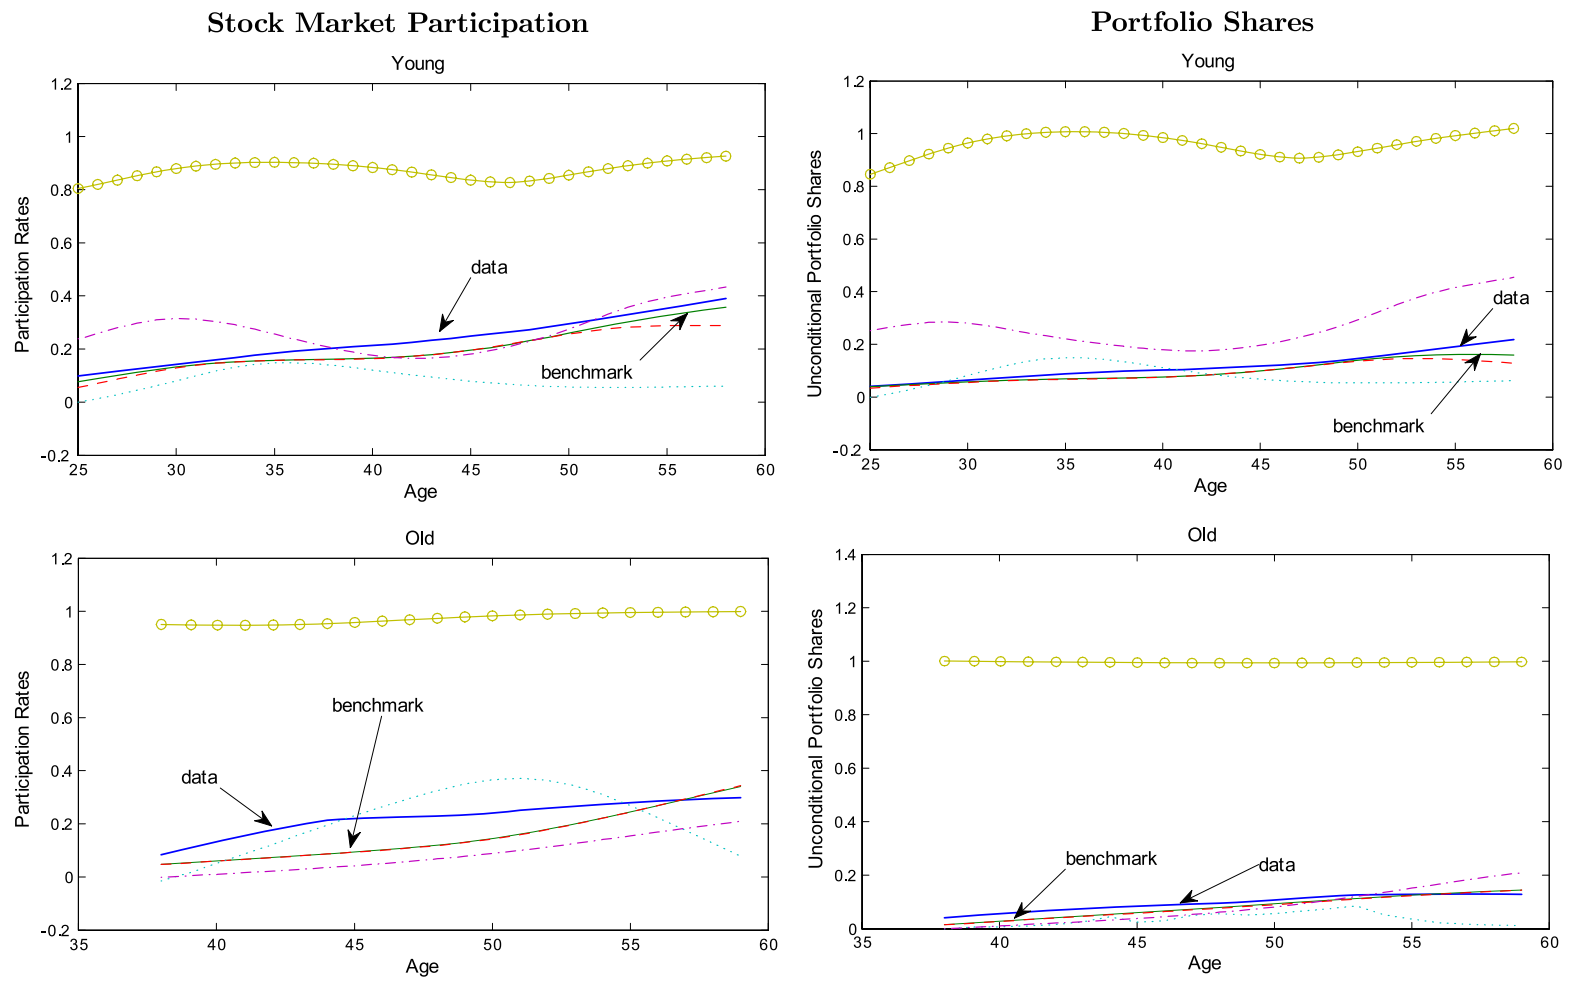 Stock Market Participation
Portfolio Shares
Young
1.2
1
0.8
0.6
0.4
0.2
0
-0.2
Participation Rates
data
benchmark
25 30 35 40 45 50 55 60
Age
Young
1.2
1
0.8
0.6
0.4
0.2
0
-0.2
Unconditional Portfolio Shares
data
benchmark
25 30 35 40 45 50 55 60
Age
Old
1.2
1
0.8
0.6
0.4
0.2
0
-0.2
Participation Rates
benchmark
data
35 40 45 50 55 60
Age
Old
1.4
1.2
1
0.8
0.6
0.4
0.2
0
Unconditional Portfolio Shares
benchmark
data
35 40 45 50 55 60
Age